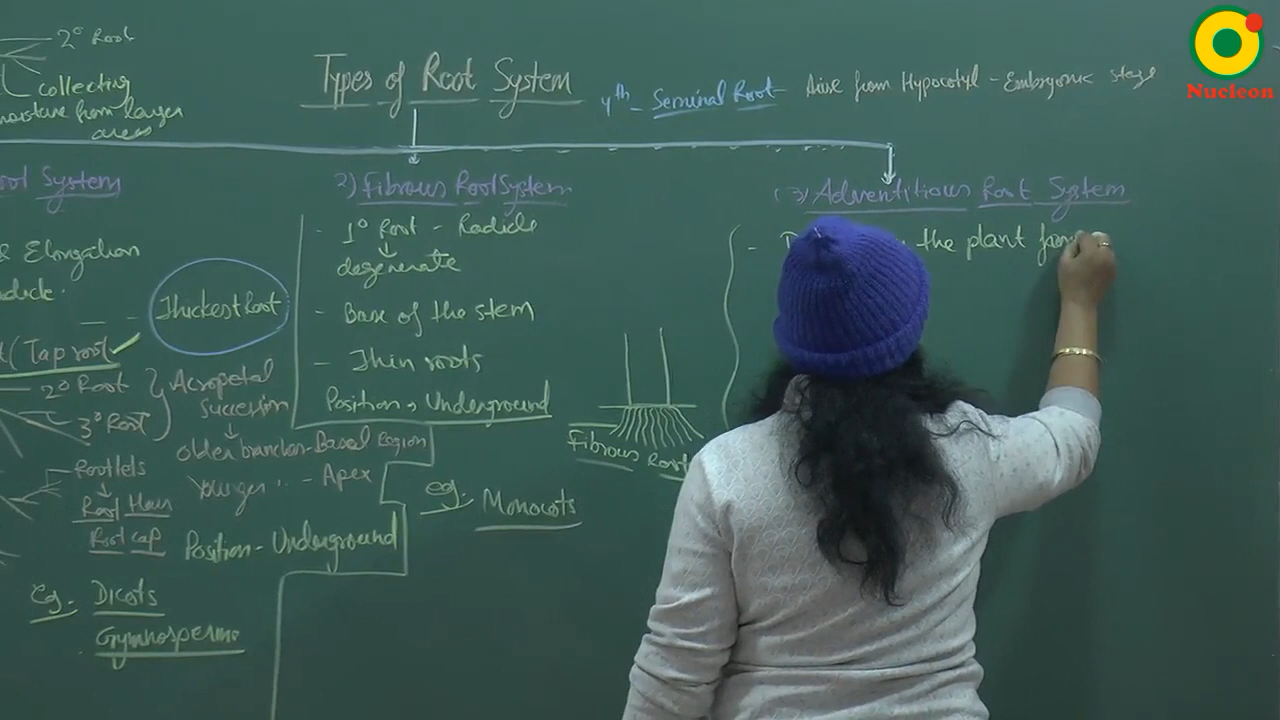 2° Root
collecting
moisture from larger
areas
Types of Root System
4th - Seminal Root - Arise from Hypocotyl - Embryonic stage
Nucleon
Root System
& Elongation
Radicle.
Thickest Root
(Tap root
2° Root
3° Root
Acropetal
Succession
older branches - Basal Region
Younger " - Apex
Rootlets
Root Hair
Root cap
Position - Underground
eg. Dicots
Gymnosperms
2) Fibrous Root System
- 1° Root - Radicle
degenerate
- Base of the stem
- Thin roots
Position, Underground
eg. Monocots
Fibrous Root
(3) Adventitious Root System
- the plant